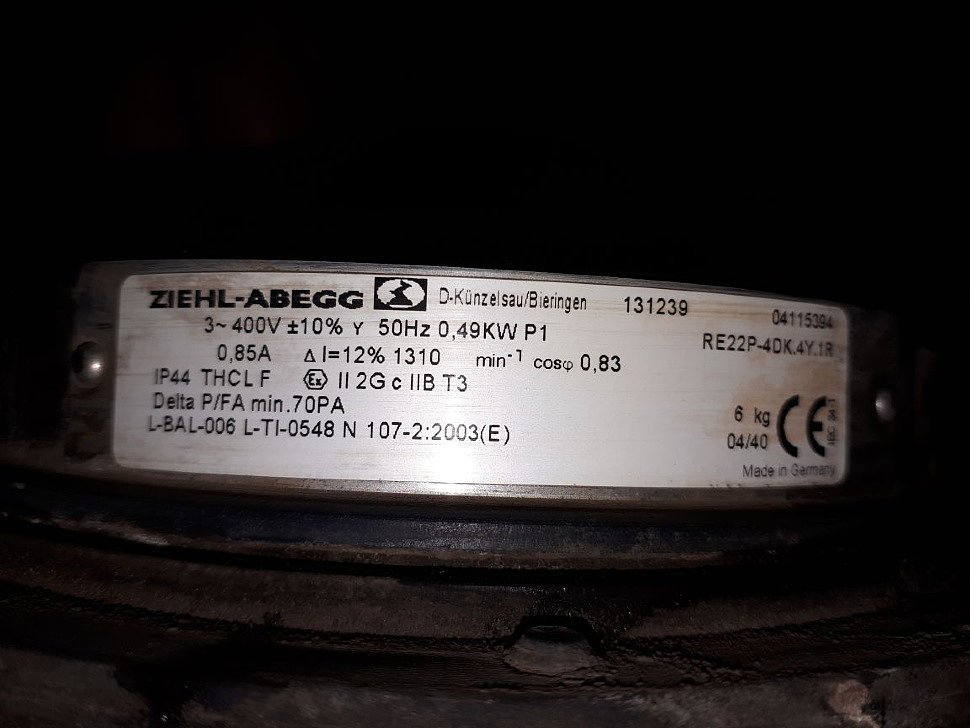 ZIEHL-ABEGG D-Künzelsau/Bieringen 131239 04115394
3~ 400V ±10% Y 50Hz 0,49KW P1 RE22P-4DK.4Y.1R
0,85A Δ I=12% 1310 min⁻¹ cosφ 0,83
IP44 THCL F Ex II 2G c IIB T3
Delta P/FA min.70PA 6 kg CE
L-BAL-006 L-TI-0548 N 107-2:2003(E) 04/40
Made in Germany